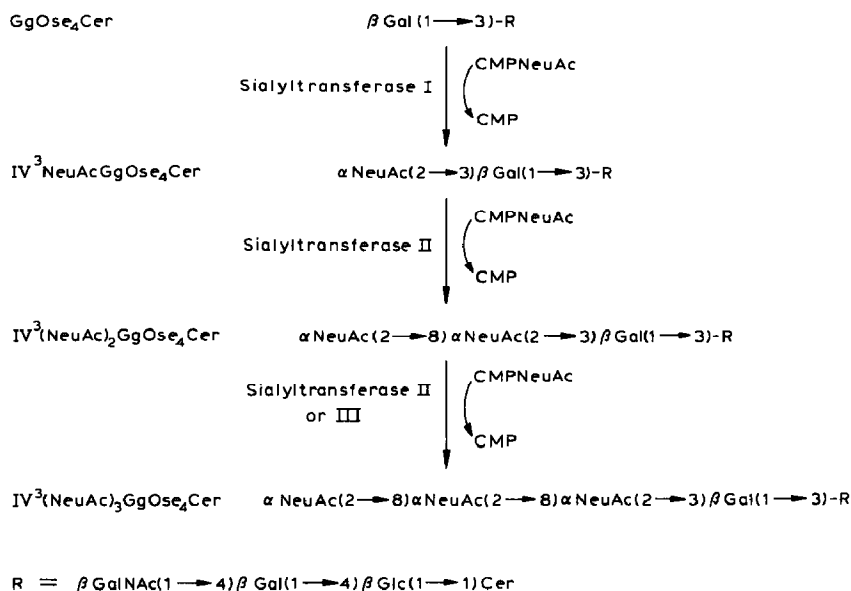 GgOse₄Cer βGal(1→3)-R
Sialyltransferase I CMPNeuAc
CMP
IV³NeuAcGgOse₄Cer αNeuAc(2→3)βGal(1→3)-R
Sialyltransferase II CMPNeuAc
CMP
IV³(NeuAc)₂GgOse₄Cer αNeuAc(2→8)αNeuAc(2→3)βGal(1→3)-R
Sialyltransferase II CMPNeuAc
or III
CMP
IV³(NeuAc)₃GgOse₄Cer αNeuAc(2→8)αNeuAc(2→8)αNeuAc(2→3)βGal(1→3)-R
R = βGalNAc(1→4)βGal(1→4)βGlc(1→1)Cer